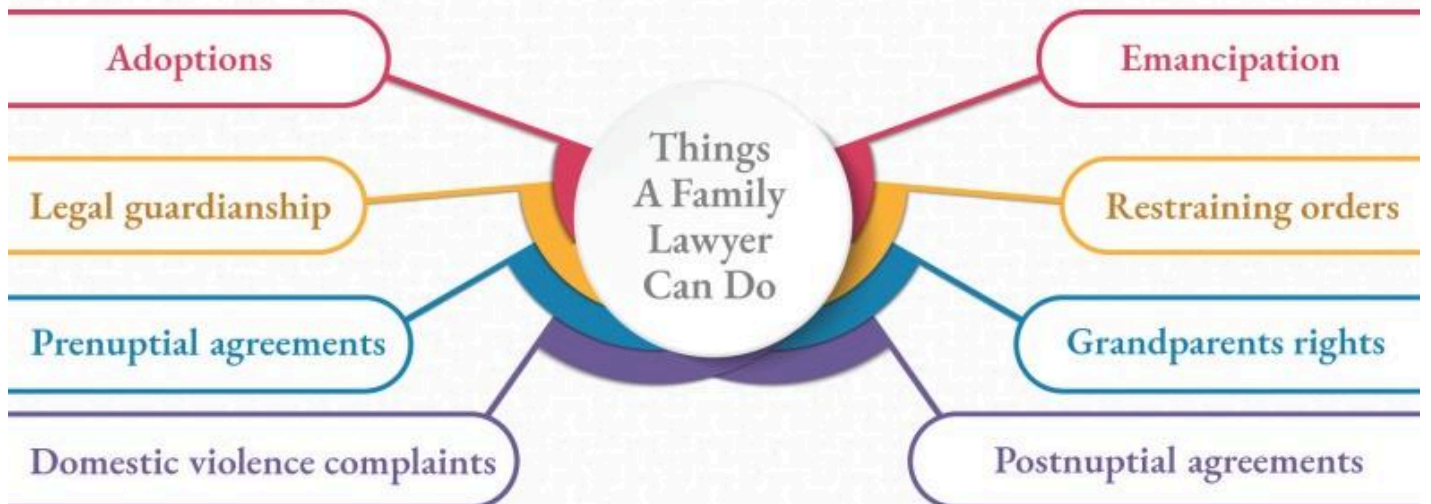 Adoptions
Legal guardianship
Prenuptial agreements
Domestic violence complaints
Things
A Family
Lawyer
Can Do
Emancipation
Restraining orders
Grandparents rights
Postnuptial agreements